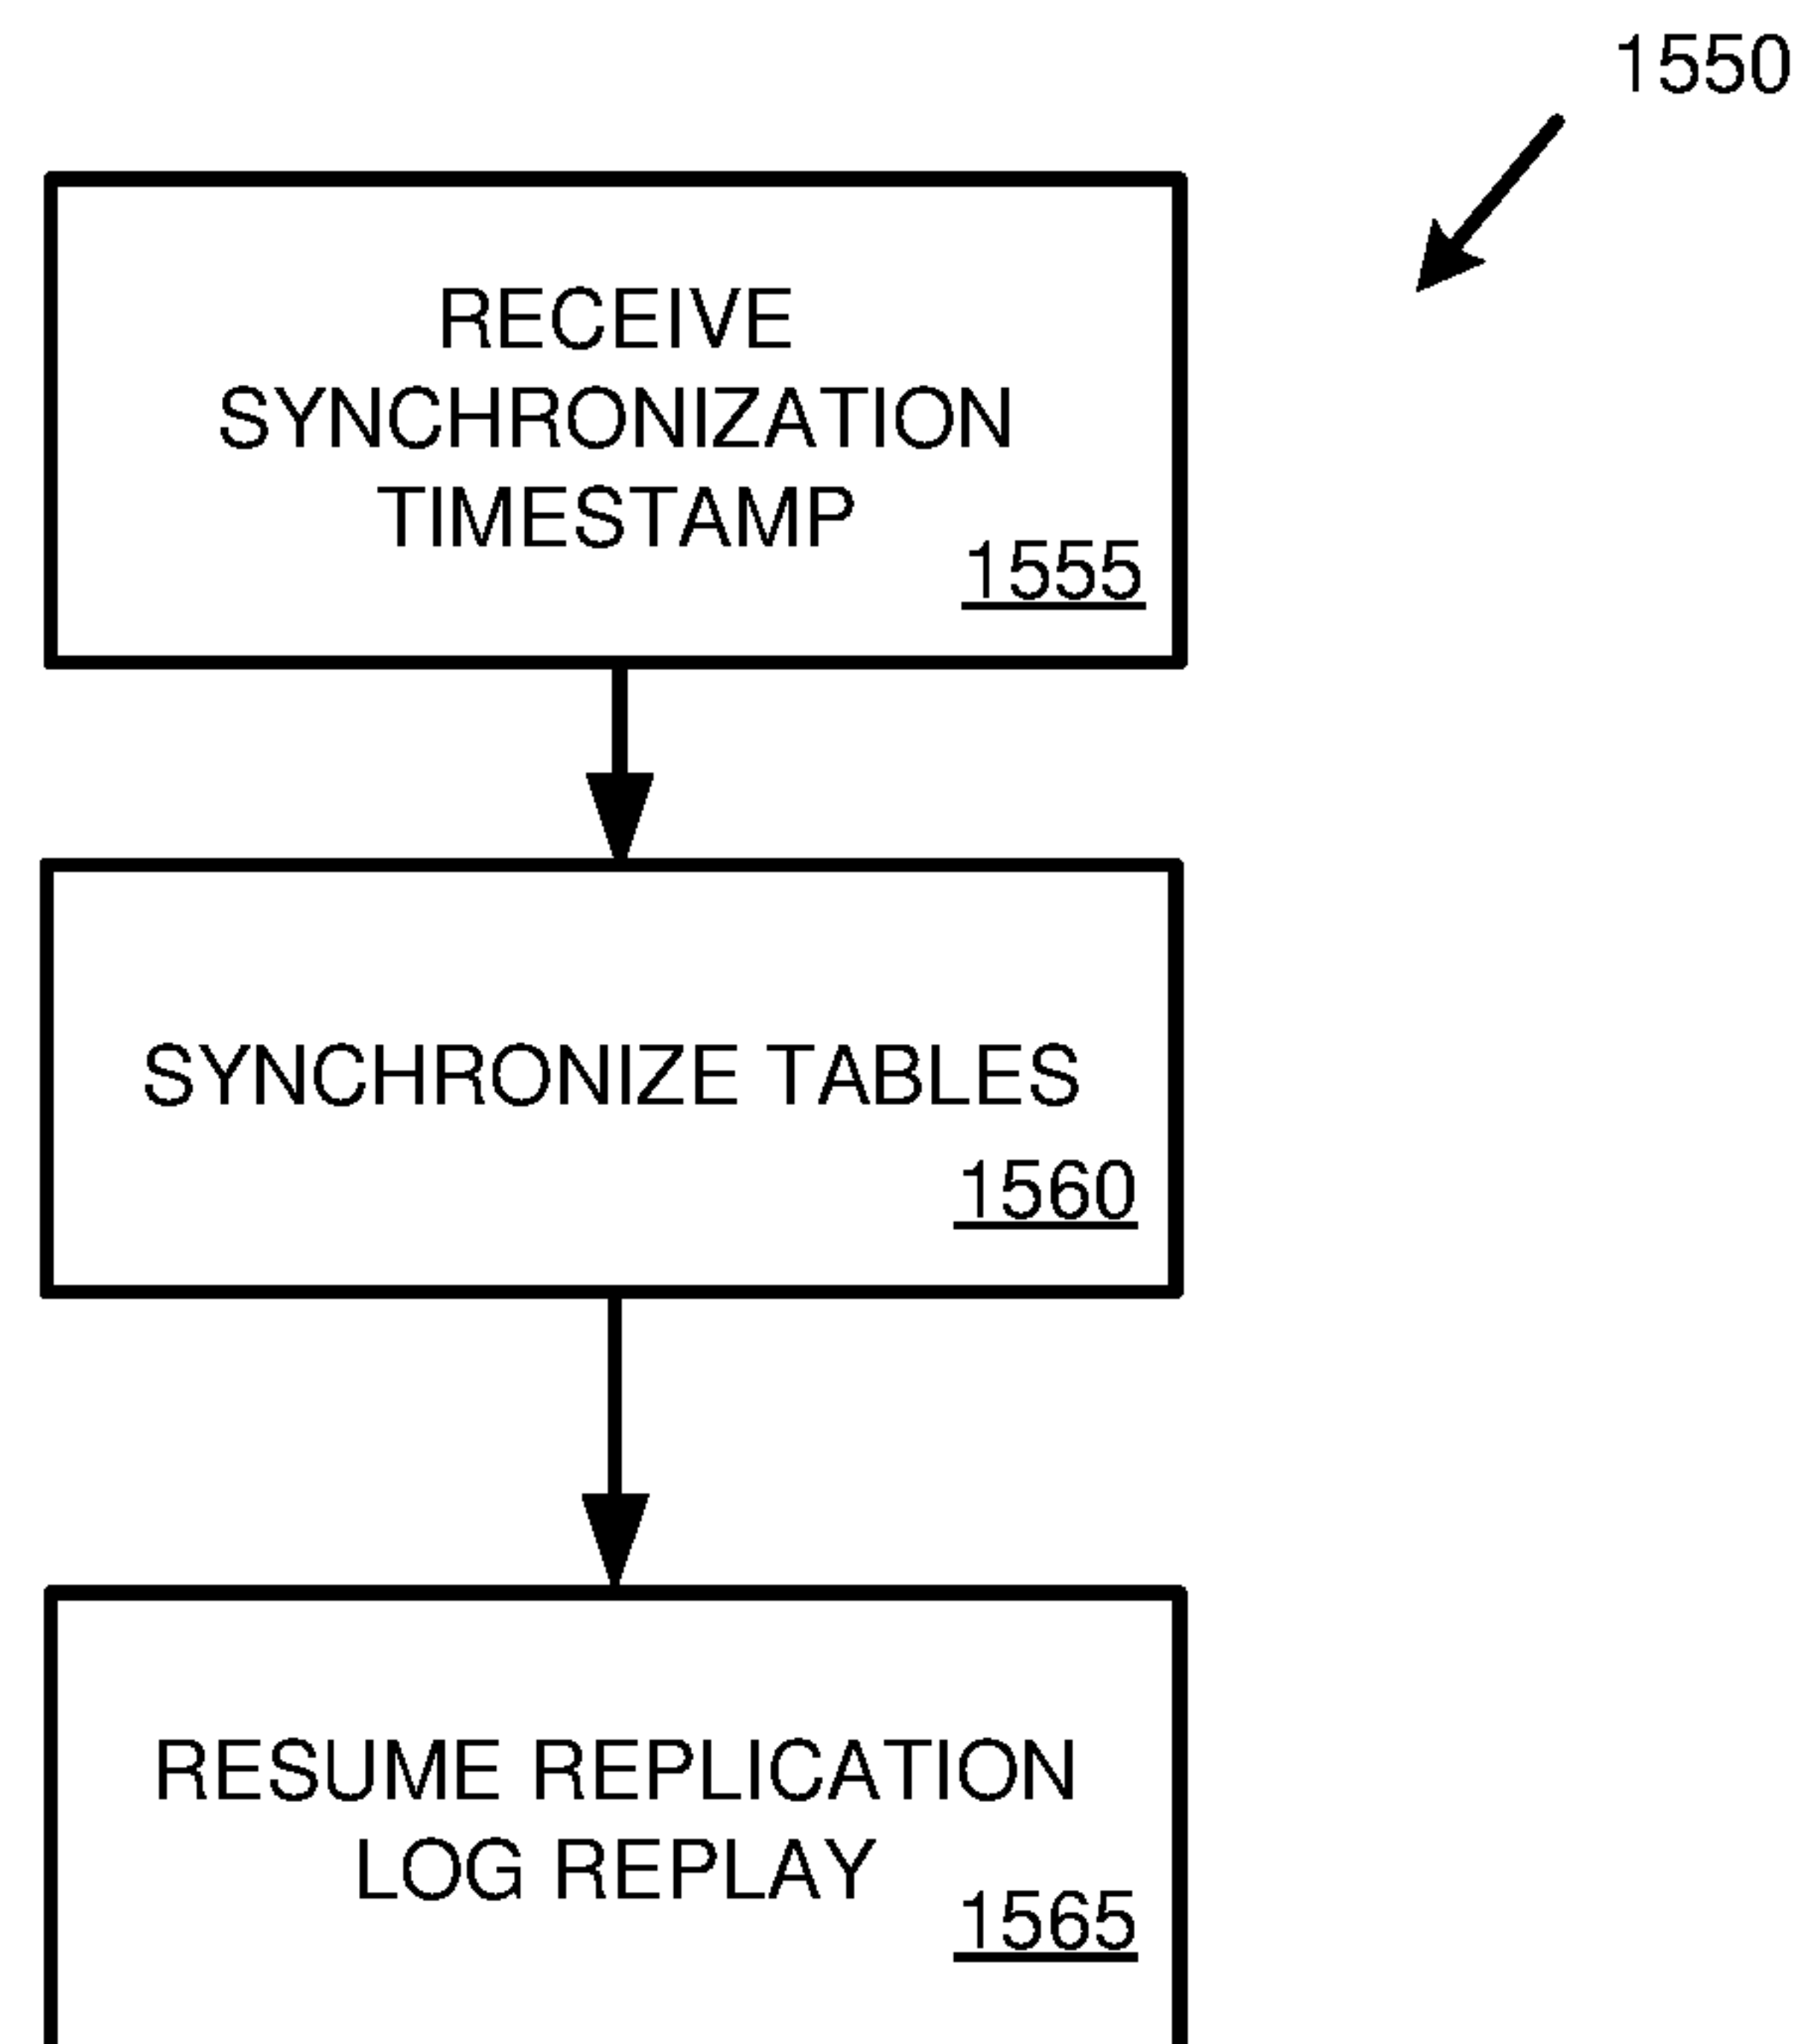 1550
RECEIVE
SYNCHRONIZATION
TIMESTAMP
1555
SYNCHRONIZE TABLES
1560
RESUME REPLICATION
LOG REPLAY
1565